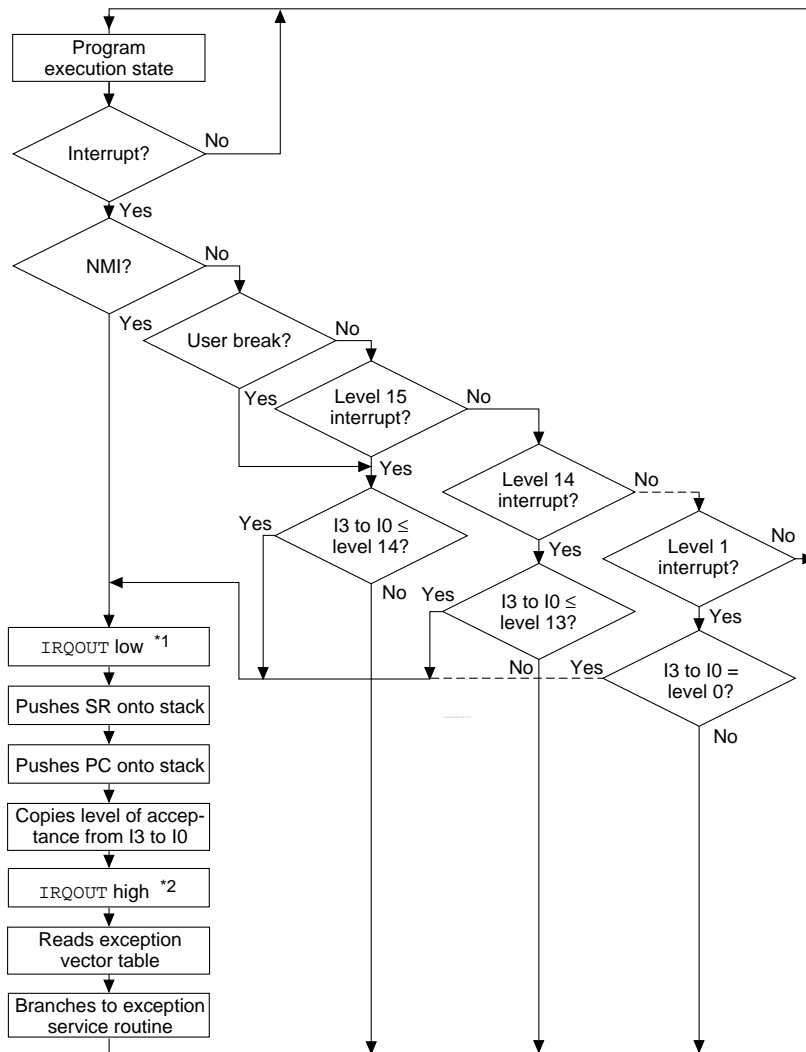 Program
execution state
No
Interrupt?
Yes
No
NMI?
Yes
No
User break?
No
Yes
Level 15
interrupt?
Yes
No
Level 14
interrupt?
Yes
I3 to I0 ≤
level 14?
No
Yes
No
Level 1
interrupt?
Yes
I3 to I0 ≤
level 13?
Yes
IRQOUT low *1
No
Yes
I3 to I0 =
level 0?
No
Pushes SR onto stack
Pushes PC onto stack
Copies level of accep-
tance from I3 to I0
IRQOUT high *2
Reads exception
vector table
Branches to exception
service routine